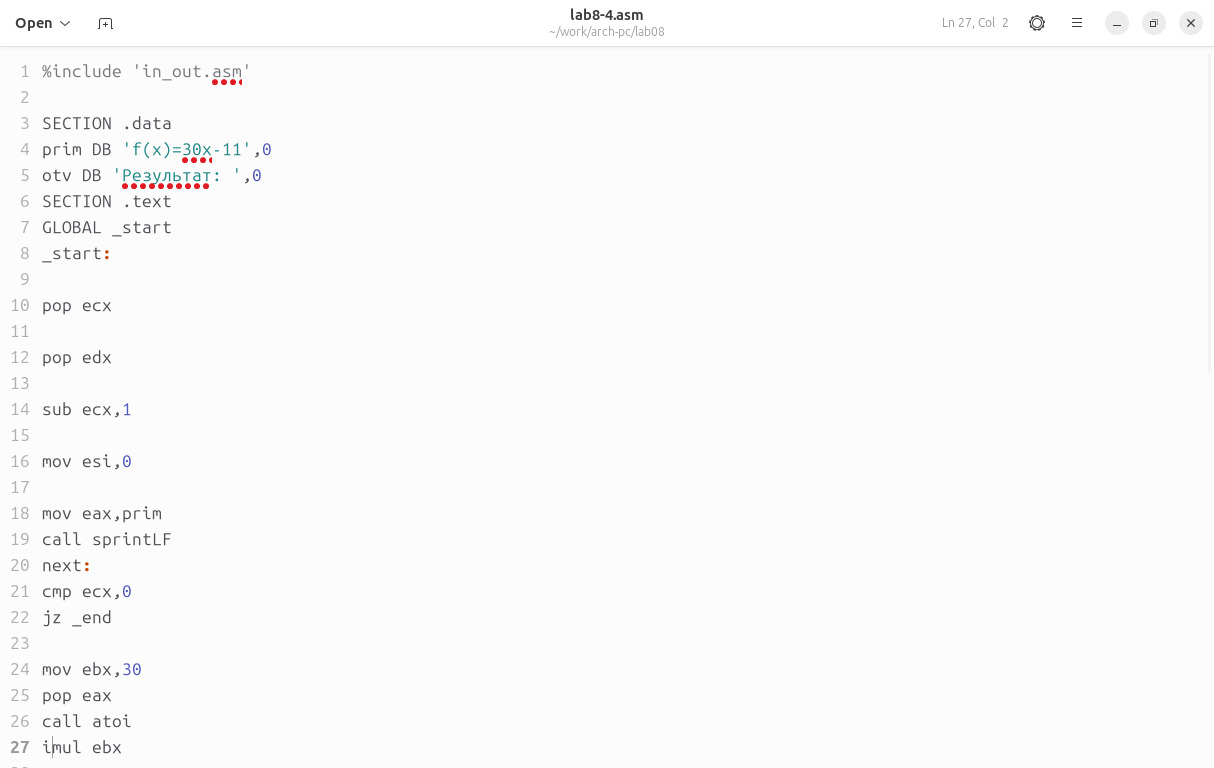 Open
lab8-4.asm
~/work/arch-pc/lab08
Ln 27, Col 2
1 %include 'in_out.asm'
2
3 SECTION .data
4 prim DB 'f(x)=30x-11',0
5 otv DB 'Результат: ',0
6 SECTION .text
7 GLOBAL _start
8 _start:
9
10 pop ecx
11
12 pop edx
13
14 sub ecx,1
15
16 mov esi,0
17
18 mov eax,prim
19 call sprintLF
20 next:
21 cmp ecx,0
22 jz _end
23
24 mov ebx,30
25 pop eax
26 call atoi
27 imul ebx